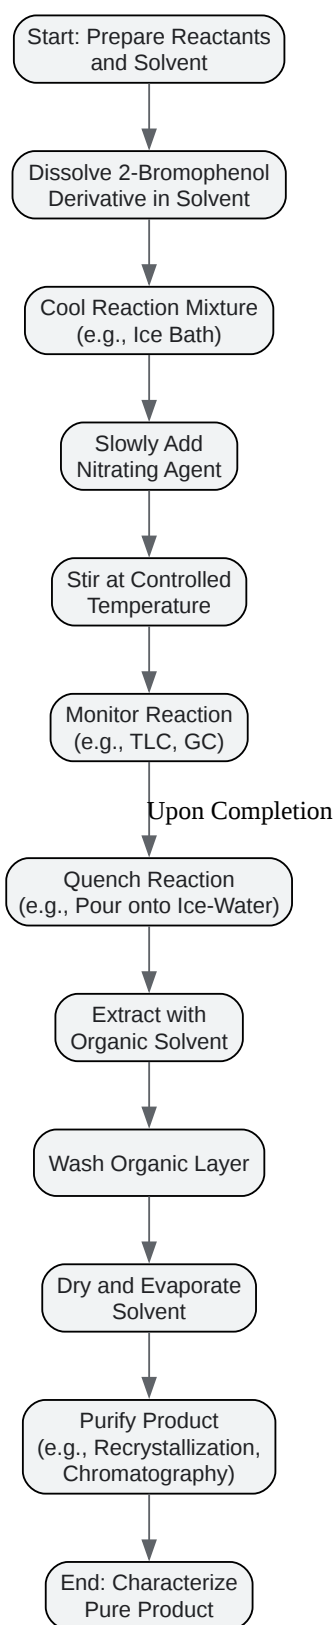 Start: Prepare Reactants
and Solvent
Dissolve 2-Bromophenol
Derivative in Solvent
Cool Reaction Mixture
(e.g., Ice Bath)
Slowly Add
Nitrating Agent
Stir at Controlled
Temperature
Monitor Reaction
(e.g., TLC, GC)
Upon Completion
Quench Reaction
(e.g., Pour onto Ice-Water)
Extract with
Organic Solvent
Wash Organic Layer
Dry and Evaporate
Solvent
Purify Product
(e.g., Recrystallization,
Chromatography)
End: Characterize
Pure Product